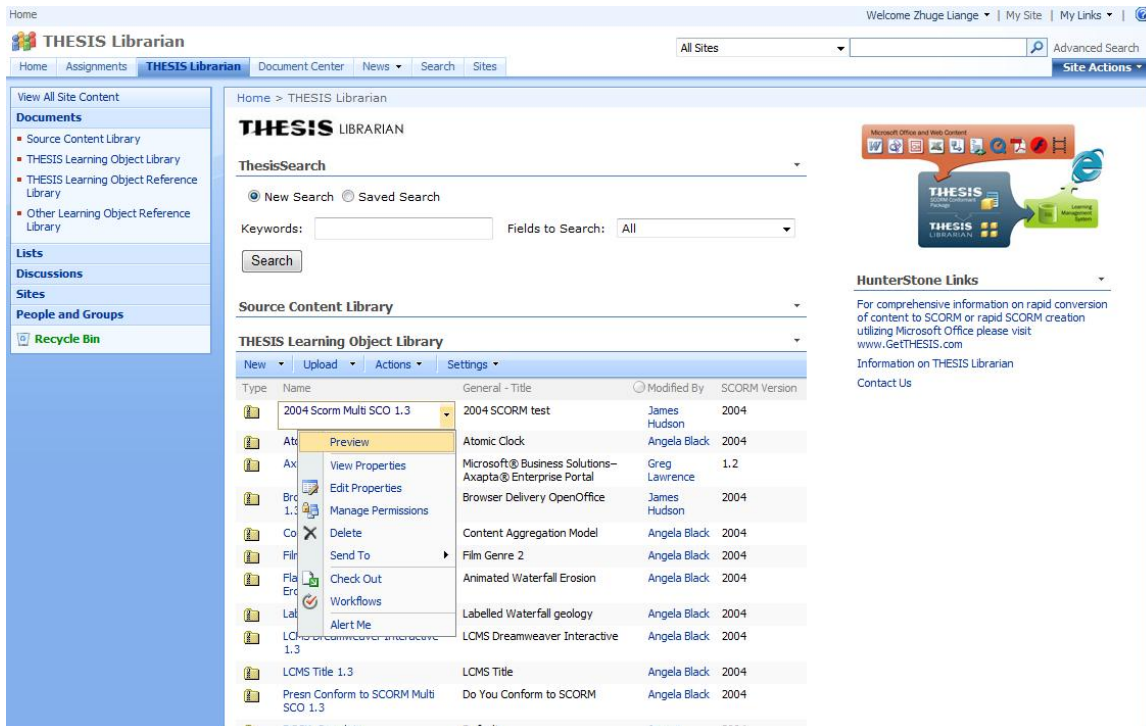 Home
Welcome Zhuge Liange | My Site | My Links |
THESIS Librarian
All Sites
Advanced Search
Home Assignments THESIS Librarian Document Center News Search Sites
Site Actions
View All Site Content
Documents
Source Content Library
THESIS Learning Object Library
THESIS Learning Object Reference
Library
Other Learning Object Reference
Library
Lists
Discussions
Sites
People and Groups
Recycle Bin
Home > THESIS Librarian
THESIS LIBRARIAN
ThesisSearch
New Search Saved Search
Keywords: Fields to Search: All
Search
Source Content Library
THESIS Learning Object Library
New Upload Actions Settings
Type Name General - Title Modified By SCORM Version
2004 Scorm Multi SCO 1.3 2004 SCORM test James Hudson 2004
Atomic Clock Angela Black 2004
Microsoft® Business Solutions–
Axapta® Enterprise Portal Greg Lawrence 1.2
Browser Delivery OpenOffice James Hudson 2004
Content Aggregation Model Angela Black 2004
Film Genre 2 Angela Black 2004
Animated Waterfall Erosion Angela Black 2004
Labelled Waterfall geology Angela Black 2004
LCMS Dreamweaver Interactive
1.3 LCMS Dreamweaver Interactive Angela Black 2004
LCMS Title 1.3 LCMS Title Angela Black 2004
Presn Conform to SCORM Multi
SCO 1.3 Do You Conform to SCORM Angela Black 2004
Preview
View Properties
Edit Properties
Manage Permissions
Delete
Send To
Check Out
Workflows
Alert Me
Microsoft Office and Web Content
THESIS
SCORM Conformant
Package
THESIS
LIBRARIAN
Learning
Management
System
HunterStone Links
For comprehensive information on rapid conversion
of content to SCORM or rapid SCORM creation
utilizing Microsoft Office please visit
www.GetTHESIS.com
Information on THESIS Librarian
Contact Us